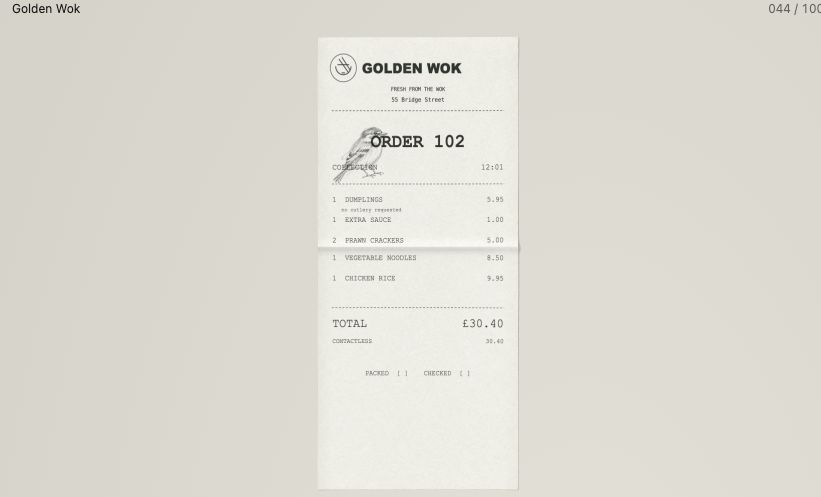 Golden Wok 044 / 100
GOLDEN WOK
FRESH FROM THE WOK
55 Bridge Street
ORDER 102
COLLECTION 12:01
1 DUMPLINGS 5.95
no cutlery requested
1 EXTRA SAUCE 1.00
2 PRAWN CRACKERS 5.00
1 VEGETABLE NOODLES 8.50
1 CHICKEN RICE 9.95
TOTAL £30.40
CONTACTLESS 30.40
PACKED [ ] CHECKED [ ]